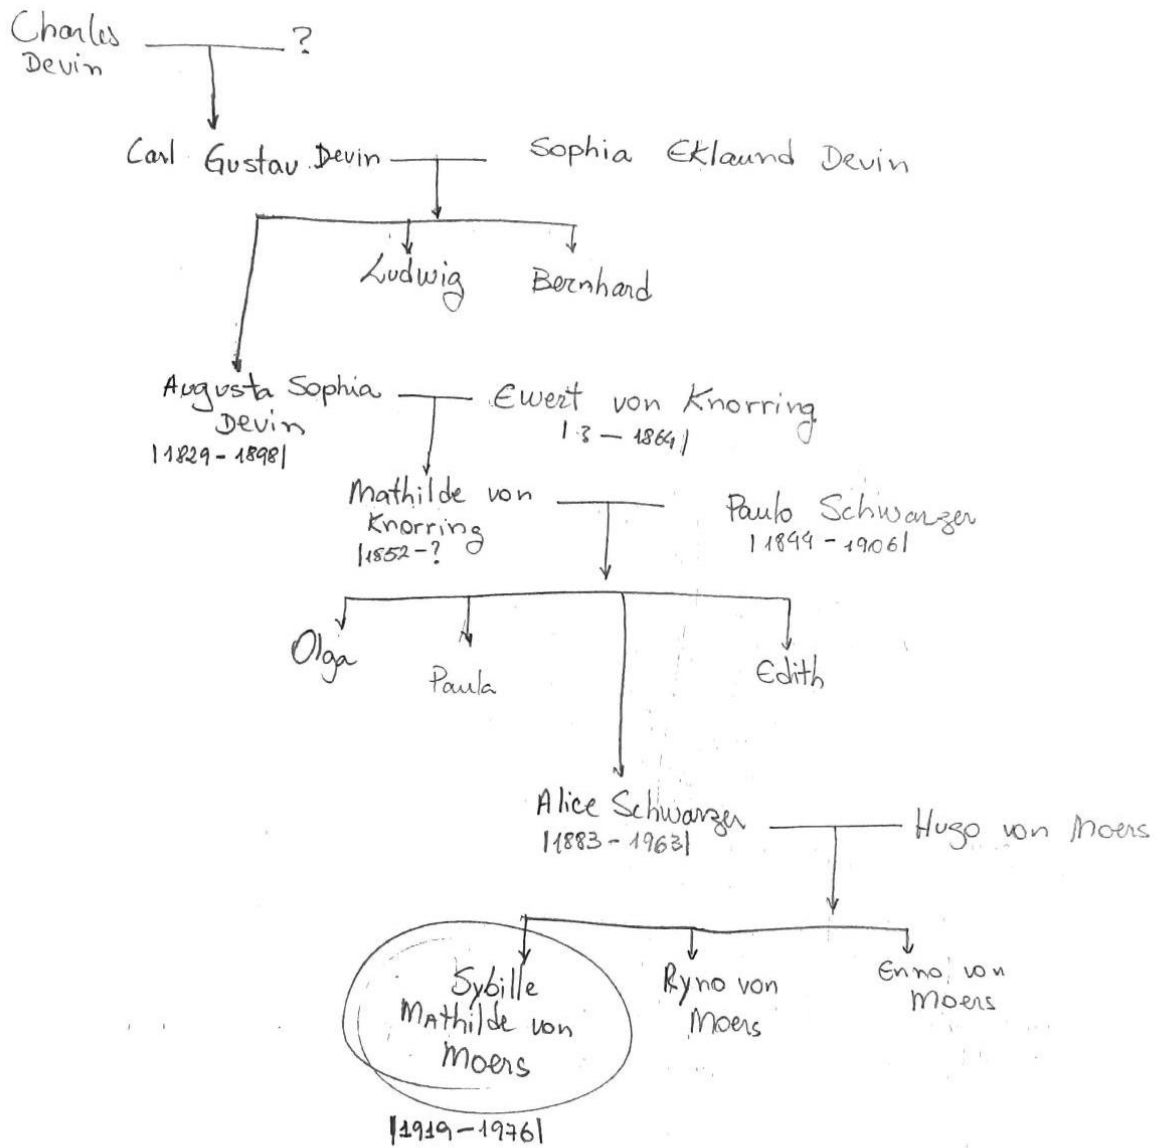 Charles ?
Devin
Carl Gustav Devin Sophia Eklaund Devin
Ludwig Bernhard
Augusta Sophia Ewert von Knorring
Devin |? - 1864|
|1829 - 1898|
Mathilde von Paulo Schwarzer
Knorring |1844 - 1906|
|1852 - ?
Olga Paula Edith
Alice Schwarzer Hugo von Moers
|1883 - 1963|
Sybille Ryno von Enno von
Mathilde von Moers Moers
Moers
|1919 - 1976|